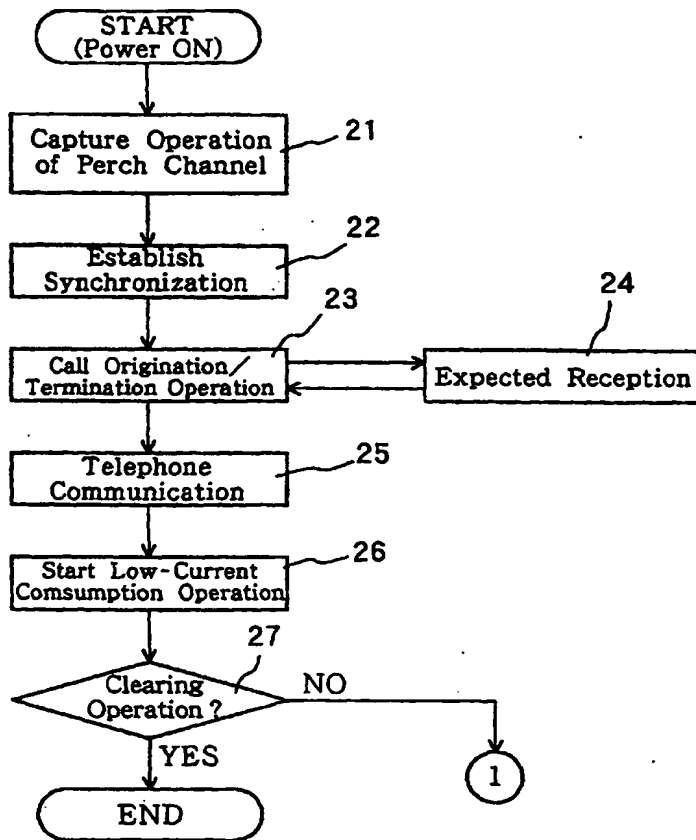 START
(Power ON)
Capture Operation
of Perch Channel
21
Establish
Synchronization
22
Call Origination/
Termination Operation
23
Expected Reception
24
Telephone
Communication
25
Start Low-Current
Comsumption Operation
26
Clearing
Operation?
27
NO
YES
1
END